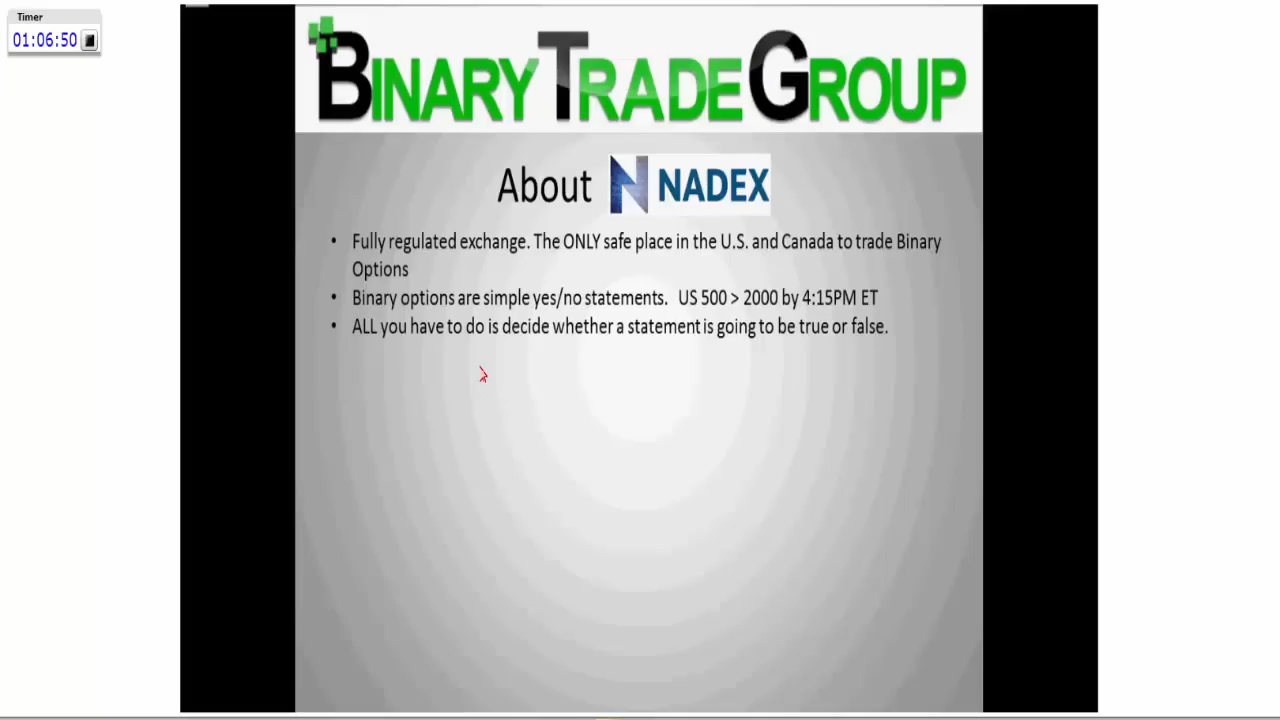 Timer
01:06:50
BINARY TRADE GROUP
About N NADEX
• Fully regulated exchange. The ONLY safe place in the U.S. and Canada to trade Binary
Options
• Binary options are simple yes/no statements. US 500 > 2000 by 4:15PM ET
• ALL you have to do is decide whether a statement is going to be true or false.